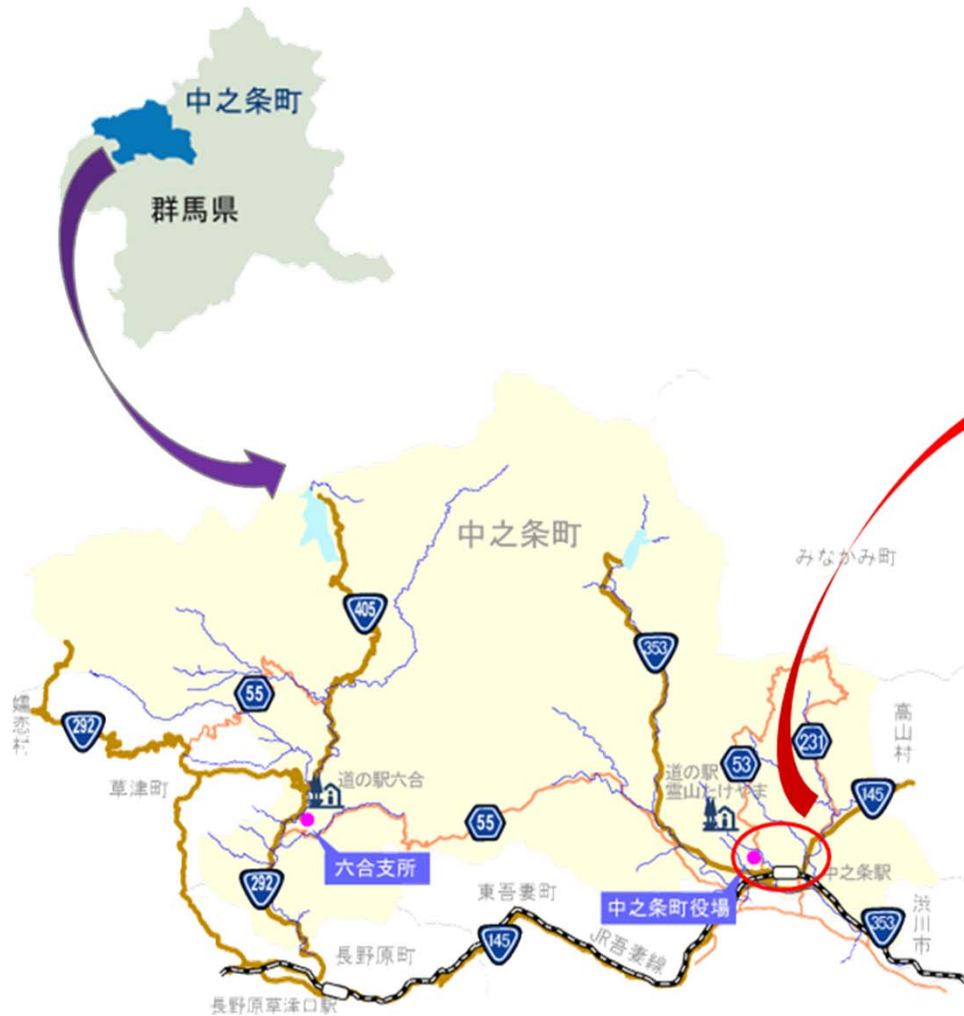 中之条町
群馬県
中之条町
みなかみ町
405
353
55
嬬恋村
292
高山村
231
53
道の駅
霊山たけやま
145
草津町
道の駅六合
55
六合支所
292
中之条駅
東吾妻町
中之条町役場
渋川市
353
145
JR吾妻線
長野原町
長野原草津口駅